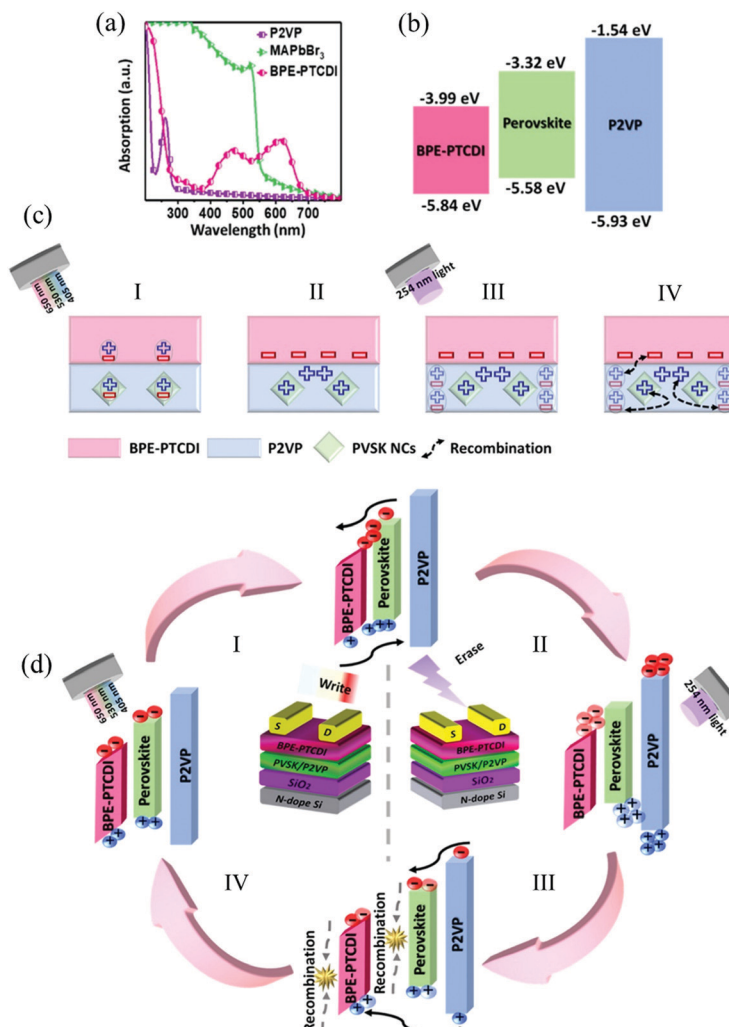 (a)
P2VP
MAPbBr₃
BPE-PTCDI
Absorption (a.u.)
300 400 500 600 700
Wavelength (nm)
(b)
-1.54 eV
-3.32 eV
-3.99 eV
BPE-PTCDI
Perovskite
P2VP
-5.84 eV
-5.58 eV
-5.93 eV
(c)
650 nm
530 nm
405 nm
I
II
254 nm light
III
IV
BPE-PTCDI
P2VP
PVSK NCs
Recombination
(d)
BPE-PTCDI
Perovskite
P2VP
I
II
Write
Erase
650 nm
530 nm
405 nm
BPE-PTCDI
Perovskite
P2VP
S
D
BPE-PTCDI
PVSK/P2VP
SiO₂
N-dope Si
S
D
BPE-PTCDI
PVSK/P2VP
SiO₂
N-dope Si
254 nm light
BPE-PTCDI
Perovskite
P2VP
IV
III
Recombination
BPE-PTCDI
Recombination
Perovskite
P2VP